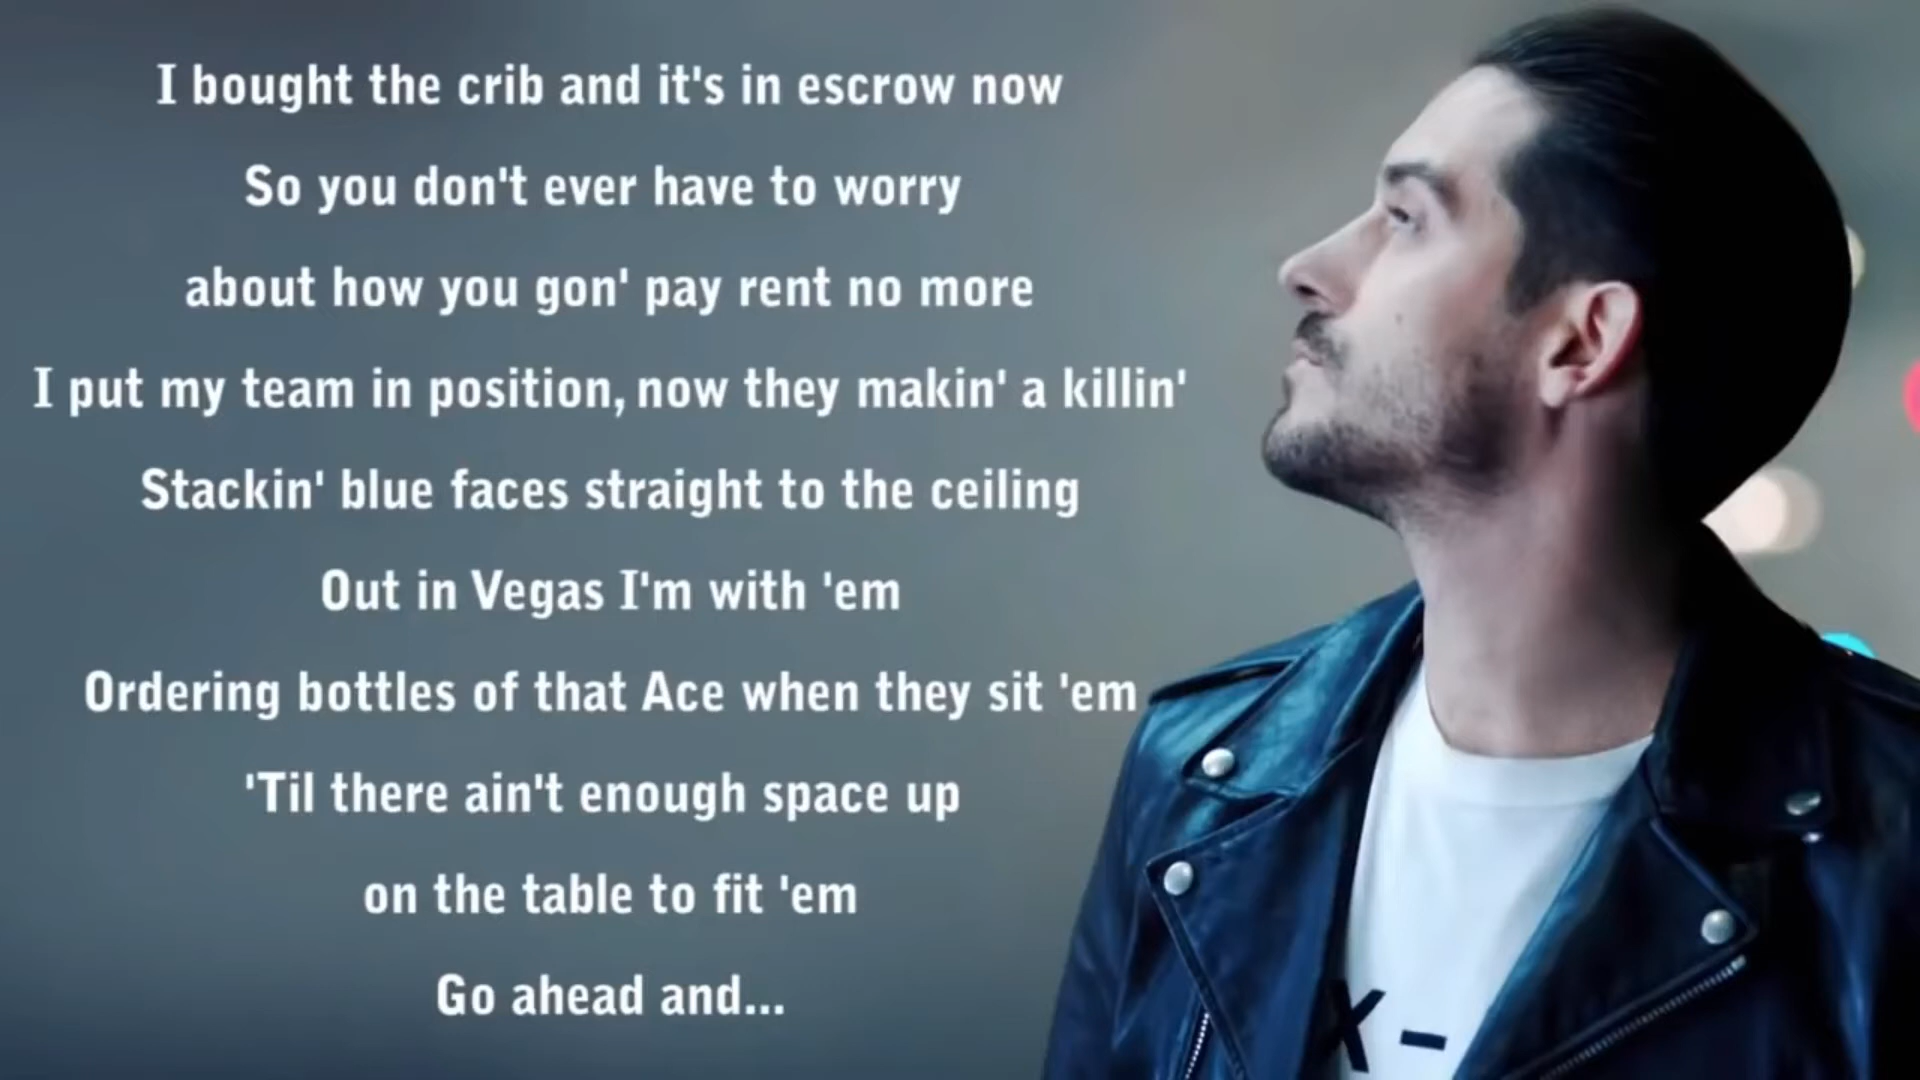 I bought the crib and it's in escrow now
So you don't ever have to worry
about how you gon' pay rent no more
I put my team in position, now they makin' a killin'
Stackin' blue faces straight to the ceiling
Out in Vegas I'm with 'em
Ordering bottles of that Ace when they sit 'em
'Til there ain't enough space up
on the table to fit 'em
Go ahead and...
X –